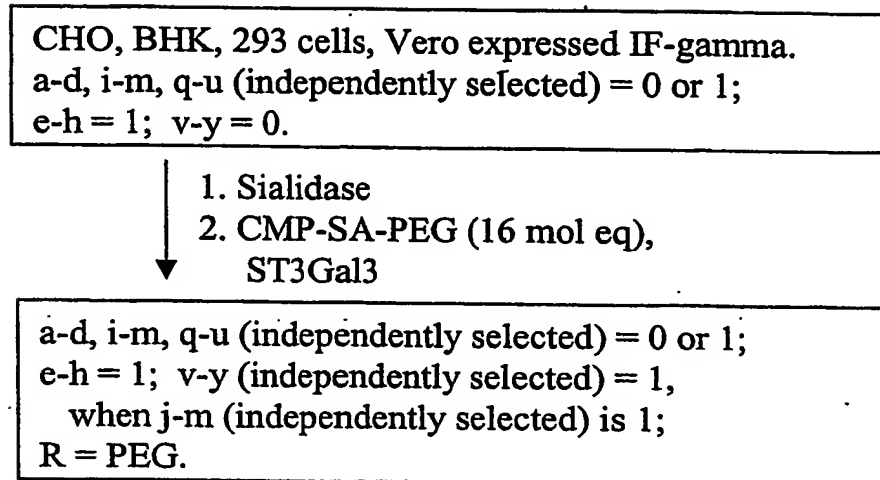 CHO, BHK, 293 cells, Vero expressed IF-gamma.
a-d, i-m, q-u (independently selected) = 0 or 1;
e-h = 1; v-y = 0.
1. Sialidase
2. CMP-SA-PEG (16 mol eq),
ST3Gal3
a-d, i-m, q-u (independently selected) = 0 or 1;
e-h = 1; v-y (independently selected) = 1,
when j-m (independently selected) is 1;
R = PEG.